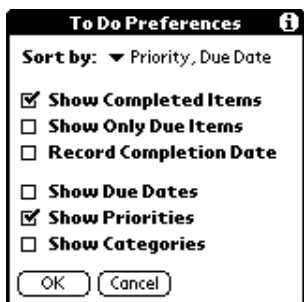 To Do Preferences
Sort by: Priority, Due Date
Show Completed Items
Show Only Due Items
Record Completion Date
Show Due Dates
Show Priorities
Show Categories
OK Cancel